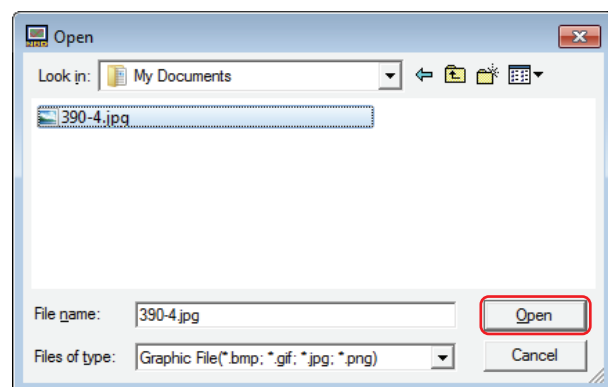 Open
Look in: My Documents
390-4.jpg
File name: 390-4.jpg Open
Files of type: Graphic File(*.bmp; *.gif; *.jpg; *.png) Cancel